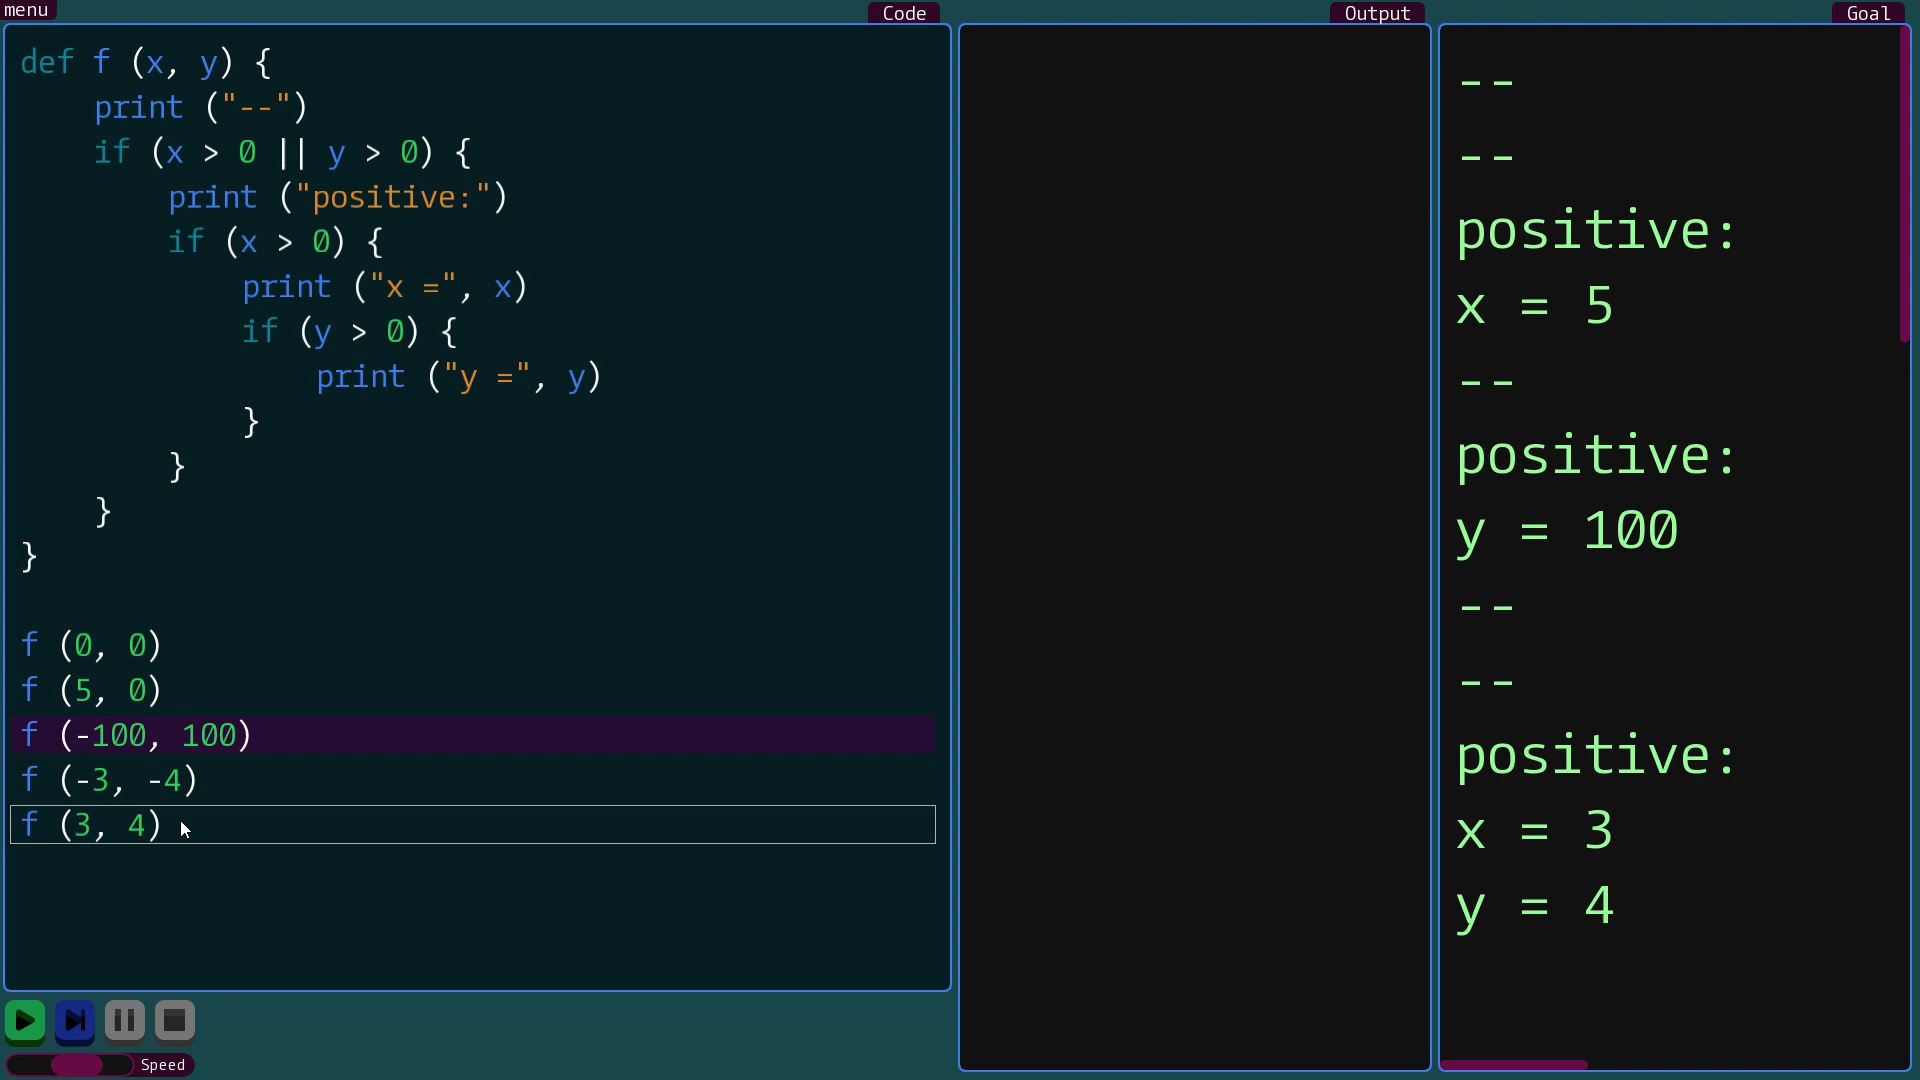 menu
Code
Output
Goal
def f (x, y) {
print ("--")
if (x > 0 || y > 0) {
print ("positive:")
if (x > 0) {
print ("x =", x)
if (y > 0) {
print ("y =", y)
}
}
}
}
f (0, 0)
f (5, 0)
f (-100, 100)
f (-3, -4)
f (3, 4)
--
--
positive:
x = 5
--
positive:
y = 100
--
--
positive:
x = 3
y = 4
Speed